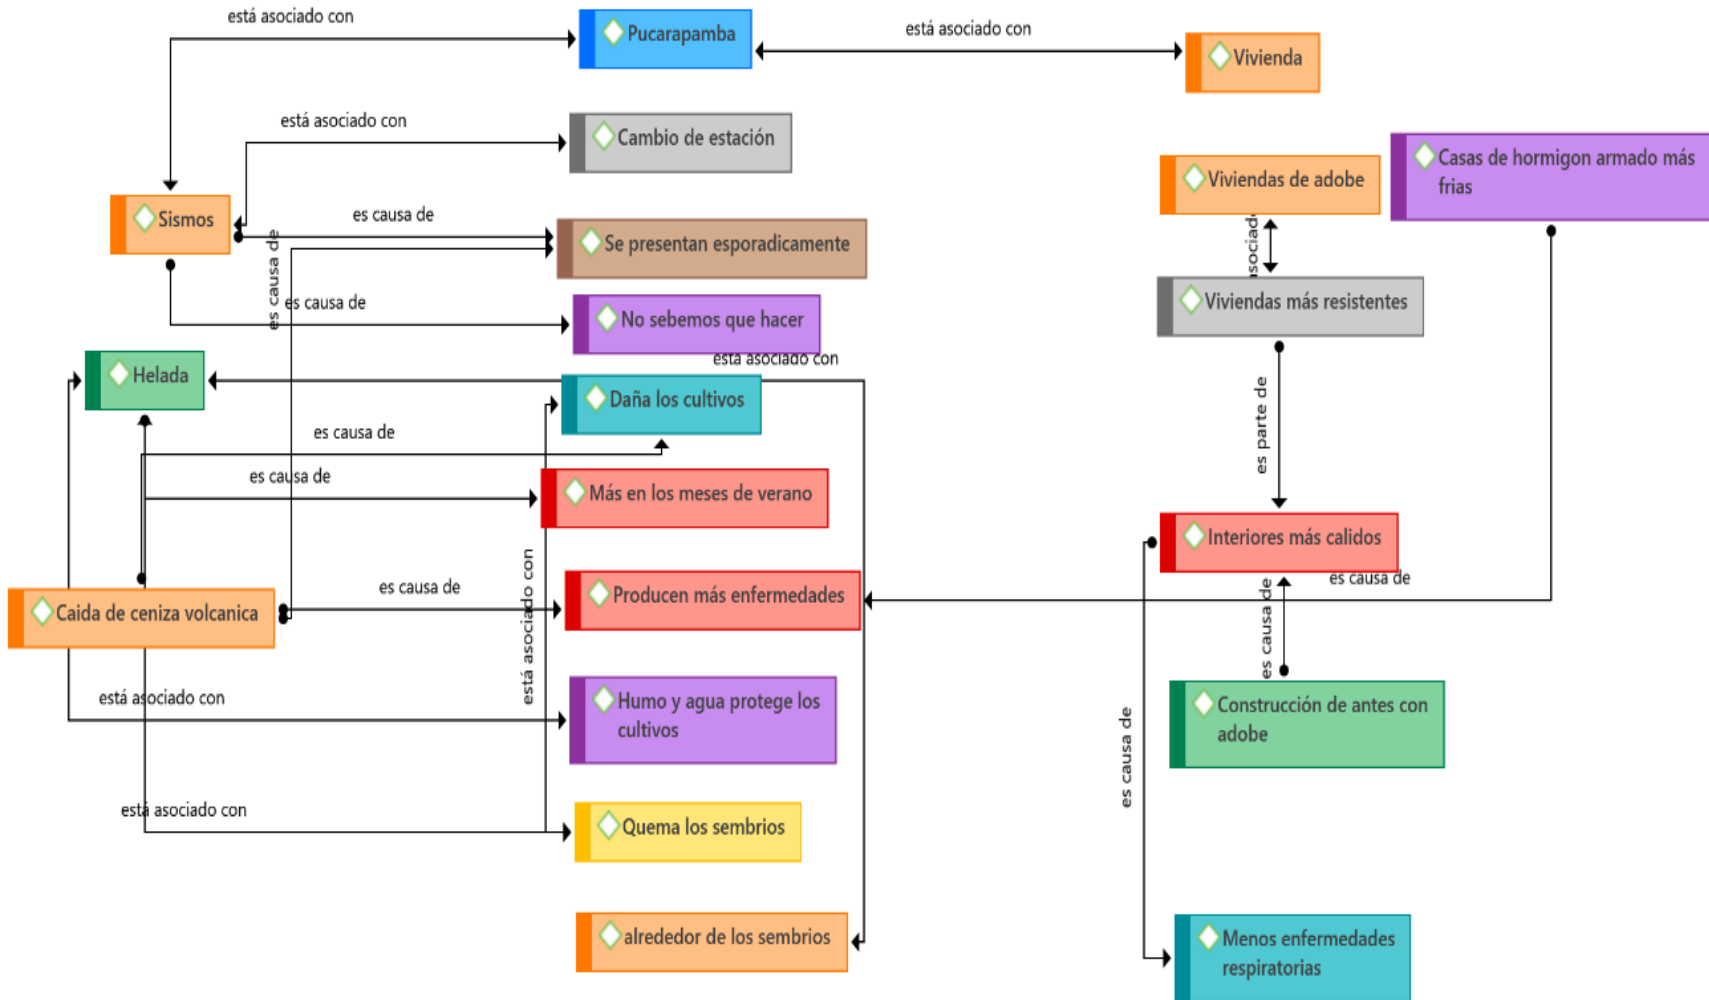 está asociado con
Pucarapamba
está asociado con
Vivienda
está asociado con
Cambio de estación
Casas de hormigon armado más
frias
Viviendas de adobe
Sismos
es causa de
Se presentan esporadicamente
es causa de
Viviendas más resistentes
es causa de
No sebemos que hacer
está asociado con
Helada
Daña los cultivos
es causa de
es parte de
es causa de
Más en los meses de verano
Interiores más calidos
es causa de
es causa de
Producen más enfermedades
Caida de ceniza volcanica
está asociado con
es causa de
está asociado con
Humo y agua protege los
cultivos
Construcción de antes con
adobe
es causa de
está asociado con
Quema los sembrios
alrededor de los sembrios
Menos enfermedades
respiratorias